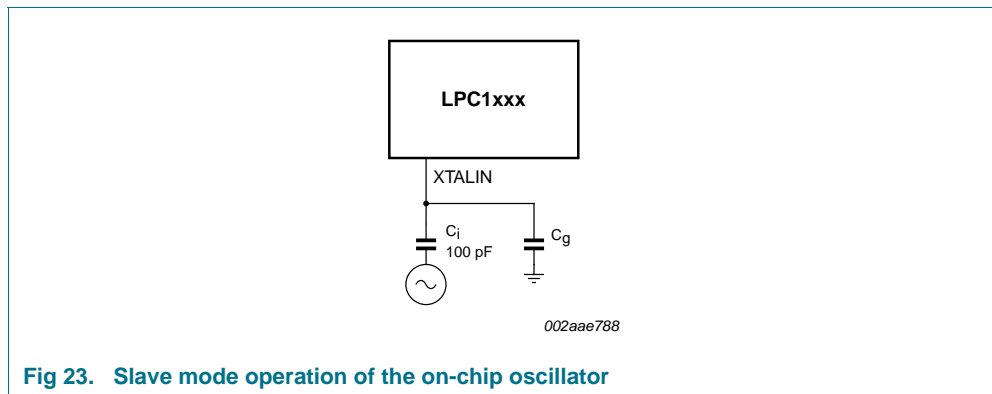 LPC1xxx
XTALIN
Ci
100 pF
Cg
002aae788
Fig 23. Slave mode operation of the on-chip oscillator